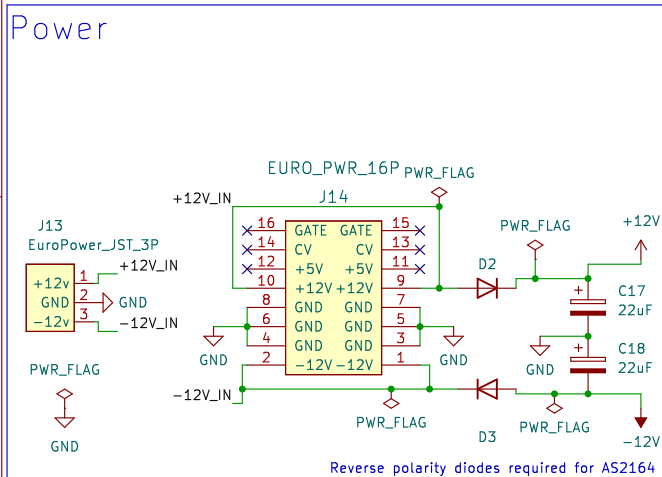 Power
EURO_PWR_16P
PWR_FLAG
+12V_IN
J14
J13
EuroPower_JST_3P
PWR_FLAG
+12V
16 GATE GATE 15
14 CV CV 13
12 +5V +5V 11
10 +12V +12V 9
8 GND GND 7
6 GND GND 5
4 GND GND 3
2 -12V -12V 1
+12v 1 +12V_IN
GND 2 GND
-12v 3 -12V_IN
D2
+ C17
22uF
GND
GND
GND
+ C18
22uF
PWR_FLAG
GND
-12V_IN
PWR_FLAG
D3
PWR_FLAG
-12V
Reverse polarity diodes required for AS2164